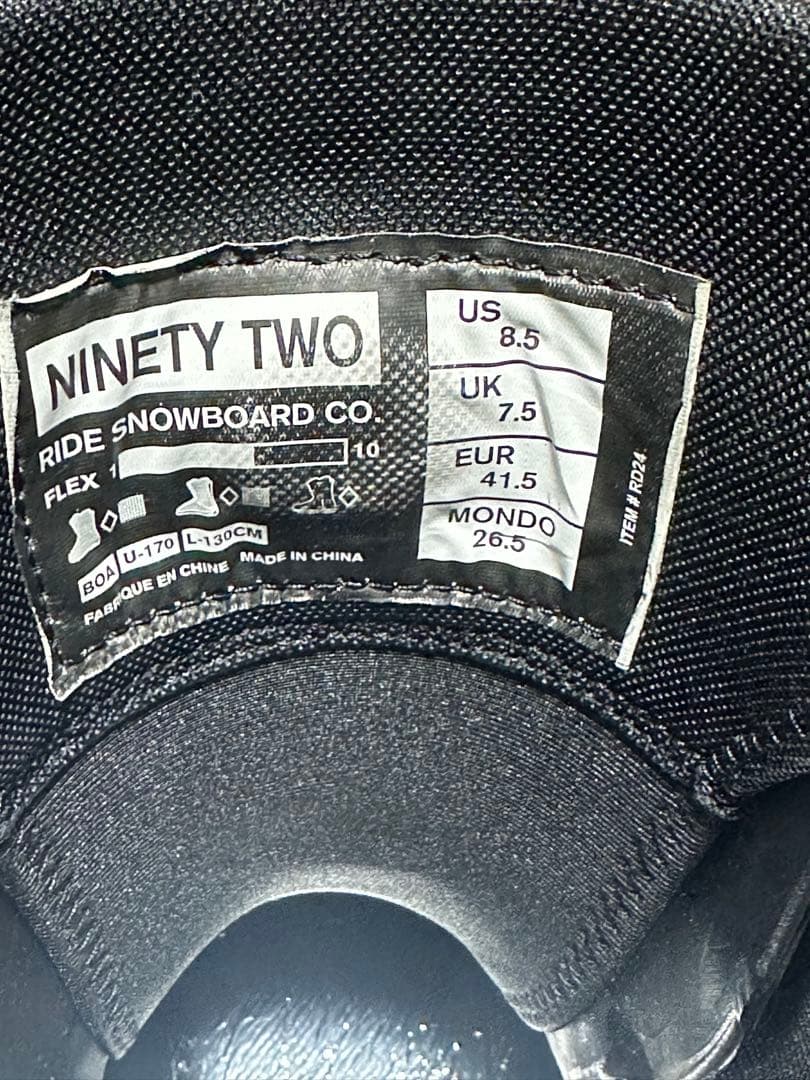 NINETY TWO
RIDE SNOWBOARD CO.
FLEX 1 10
BOA U-170 L-130CM
FABRIQUE EN CHINE MADE IN CHINA
US
8.5
UK
7.5
EUR
41.5
MONDO
26.5
ITEM # RD24